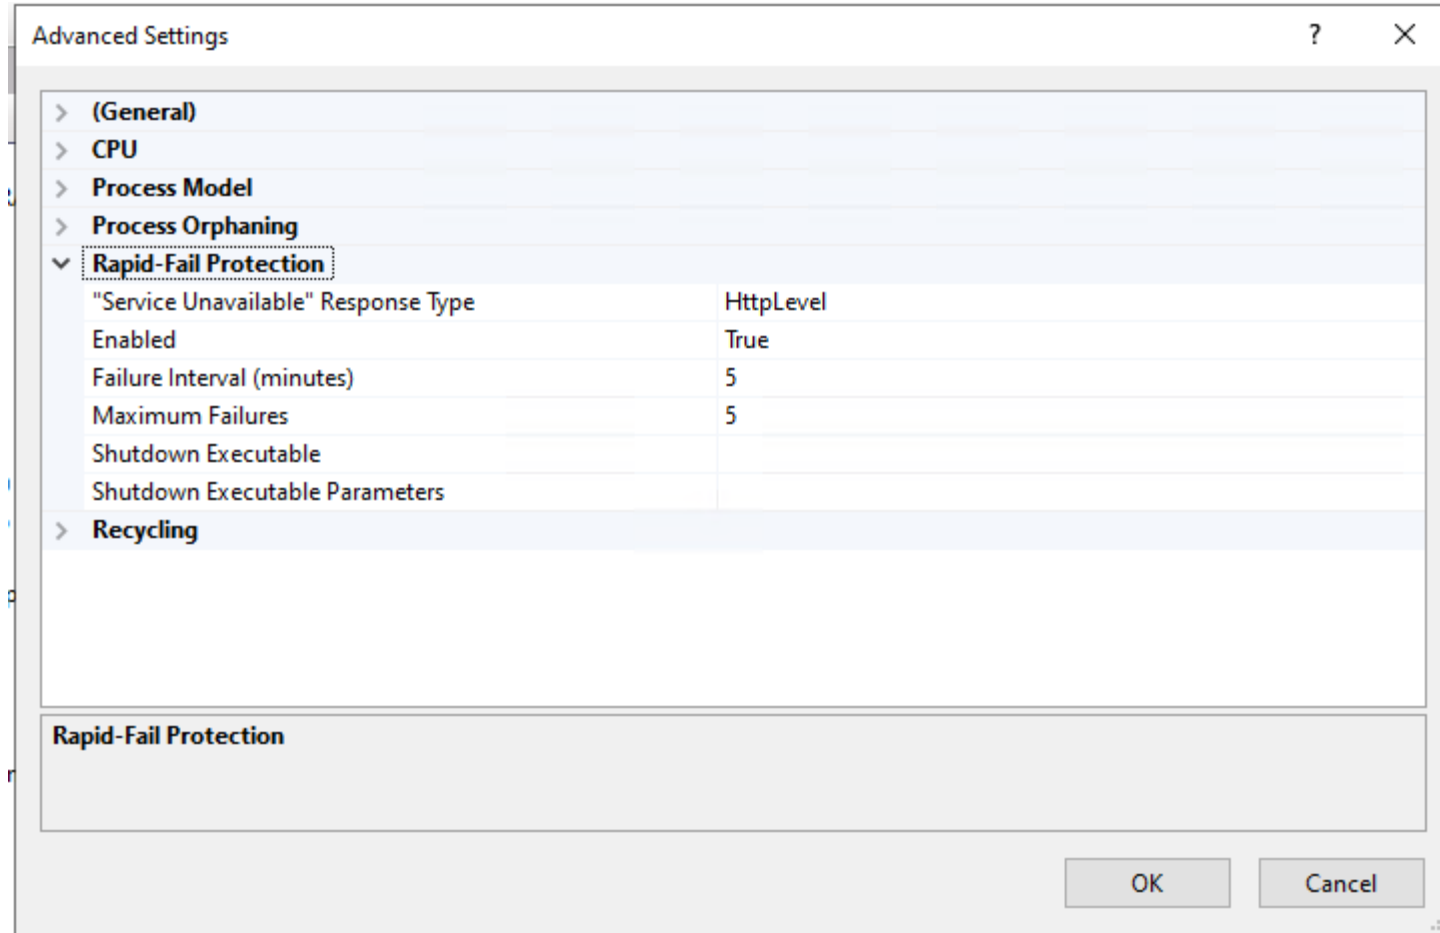 Advanced Settings ?
(General)
CPU
Process Model
Process Orphaning
Rapid-Fail Protection
"Service Unavailable" Response Type HttpLevel
Enabled True
Failure Interval (minutes) 5
Maximum Failures 5
Shutdown Executable
Shutdown Executable Parameters
Recycling
Rapid-Fail Protection
OK Cancel